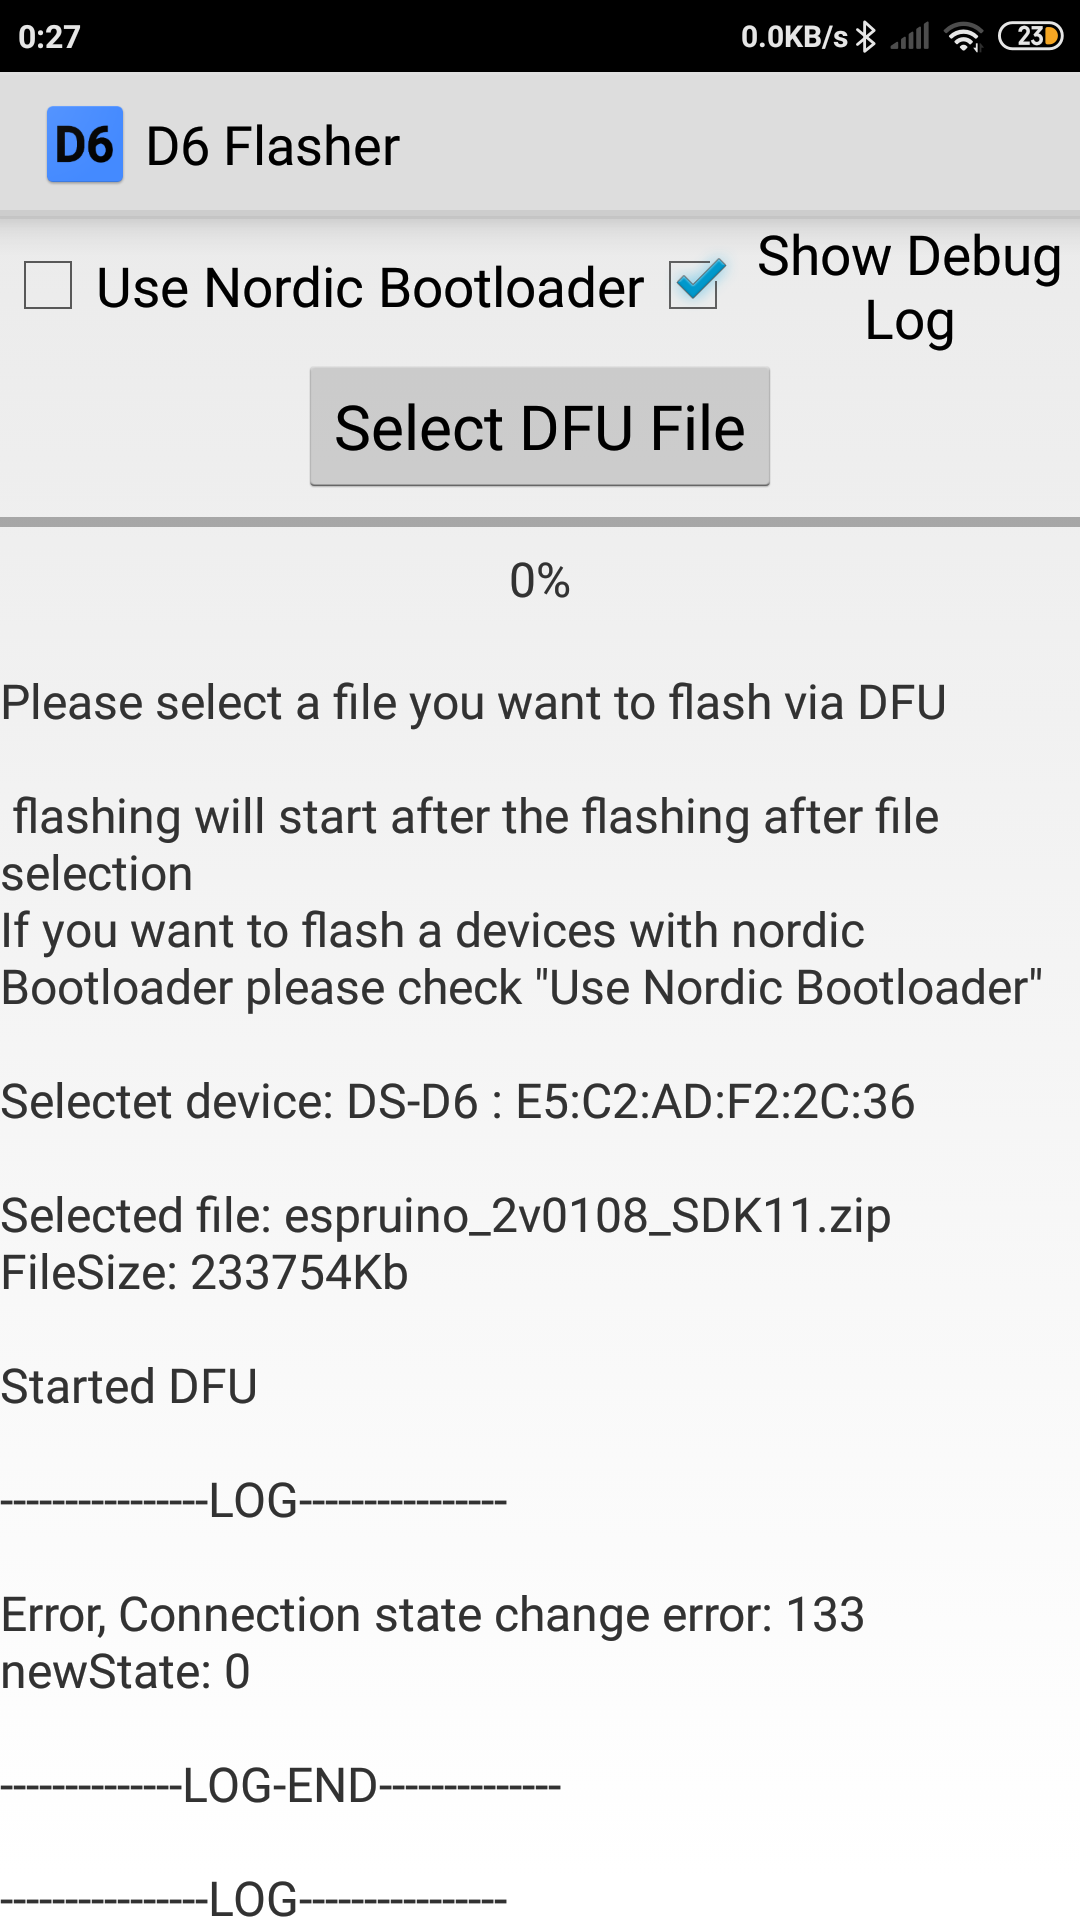 0:27
0.0KB/s
23
D6
D6 Flasher
Use Nordic Bootloader
Show Debug
Log
Select DFU File
0%
Please select a file you want to flash via DFU
flashing will start after the flashing after file
selection
If you want to flash a devices with nordic
Bootloader please check "Use Nordic Bootloader"
Selectet device: DS-D6 : E5:C2:AD:F2:2C:36
Selected file: espruino_2v0108_SDK11.zip
FileSize: 233754Kb
Started DFU
----------------LOG----------------
Error, Connection state change error: 133
newState: 0
--------------LOG-END--------------
----------------LOG----------------